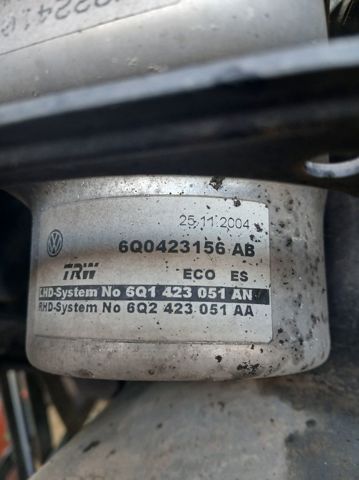 25.11.2004
6Q0423156 AB
TRW ECO ES
LHD-System No 6Q1 423 051 AN
RHD-System No 6Q2 423 051 AA